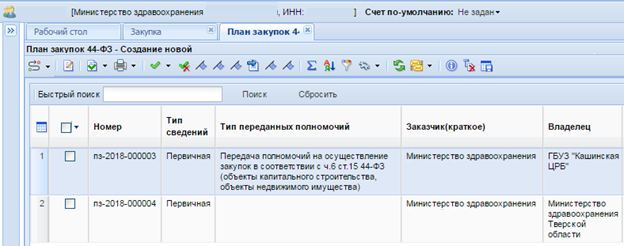 [Министерство здравоохранения , ИНН: ] Счет по-умолчанию: Не задан
Рабочий стол Закупка План закупок 44-
План закупок 44-ФЗ - Создание новой
Быстрый поиск Поиск Сбросить
Номер Тип сведений Тип переданных полномочий Заказчик(краткое) Владелец
1 пз-2018-000003 Первичная Передача полномочий на осуществление Министерство здравоохранения ГБУЗ "Кашинская
закупок в соответствии с ч.6 ст.15 44-ФЗ ЦРБ"
(объекты капитального строительства,
объекты недвижимого имущества)
2 пз-2018-000004 Первичная Министерство здравоохранения Министерство
здравоохранения
Тверской
области